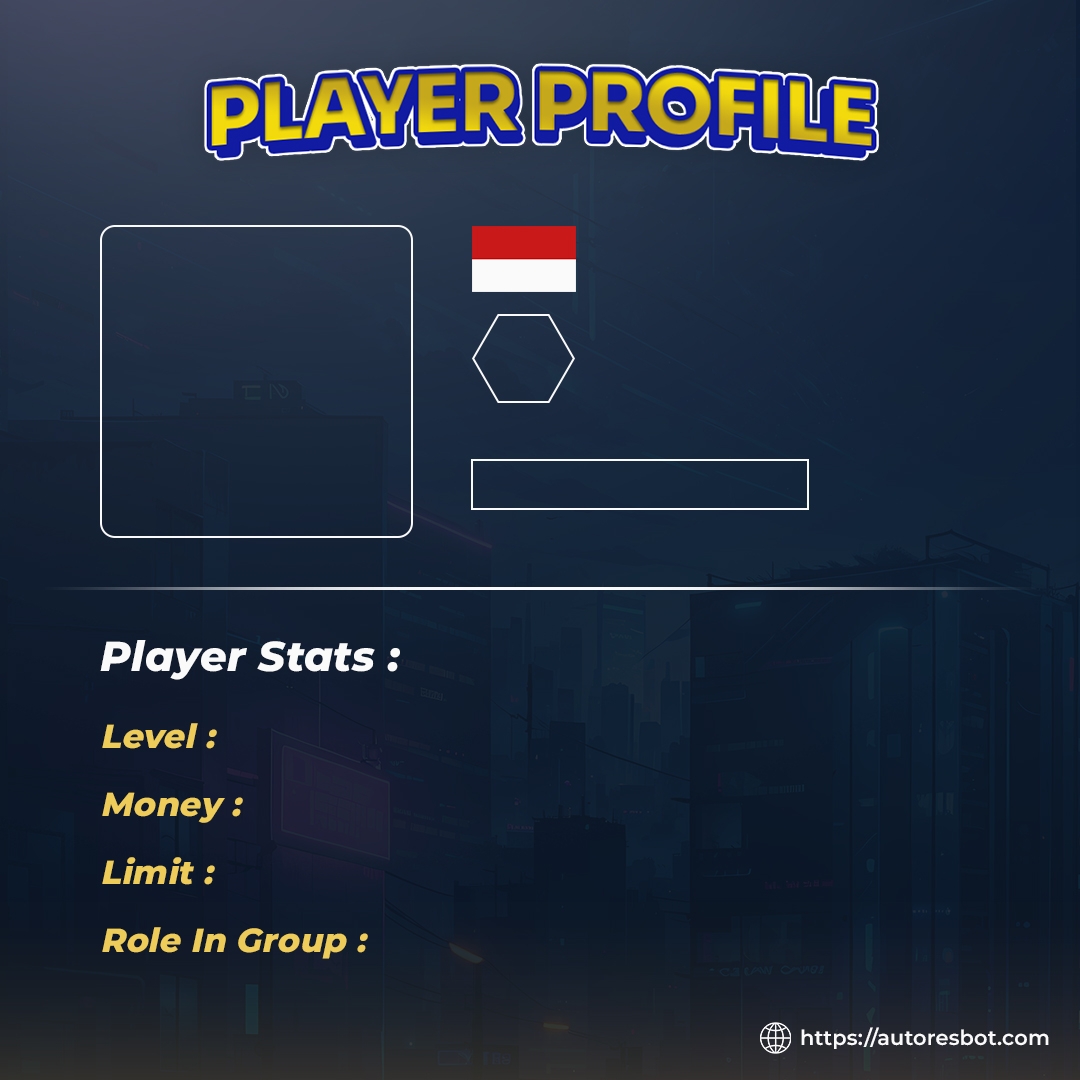 PLAYER PROFILE
Player Stats :
Level :
Money :
Limit :
Role In Group :
https://autoresbot.com